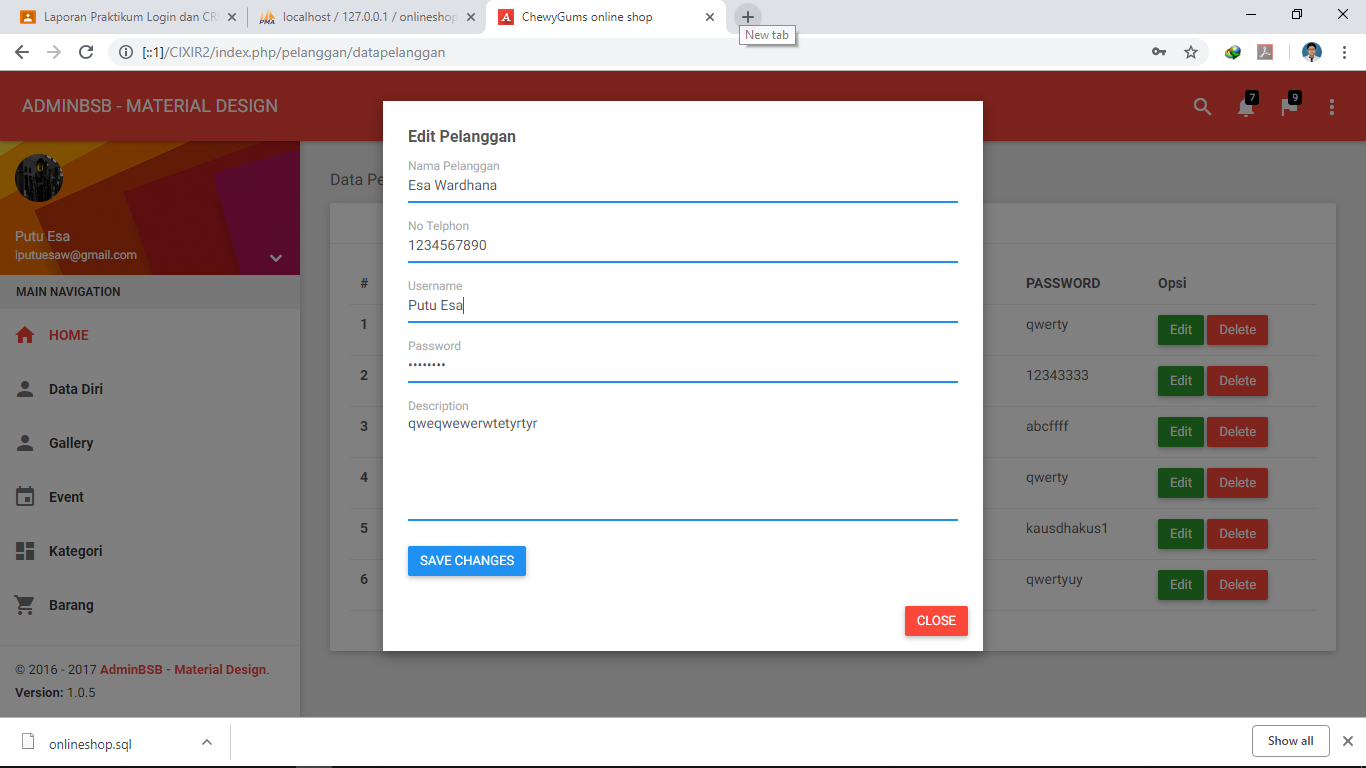 Laporan Praktikum Login dan CR
localhost / 127.0.0.1 / onlineshop
ChewyGums online shop
New tab
[::1]/CIXIR2/index.php/pelanggan/datapelanggan
ADMINBSB - MATERIAL DESIGN
7
9
Putu Esa
iputuesaw@gmail.com
MAIN NAVIGATION
HOME
Data Diri
Gallery
Event
Kategori
Barang
© 2016 - 2017 AdminBSB - Material Design.
Version: 1.0.5
Data Pe
Edit Pelanggan
Nama Pelanggan
Esa Wardhana
No Telphon
1234567890
Username
Putu Esa
Password
••••••••
Description
qweqwewerwtetyrtyr
SAVE CHANGES
CLOSE
# PASSWORD Opsi
1 qwerty Edit Delete
2 12343333 Edit Delete
3 abcffff Edit Delete
4 qwerty Edit Delete
5 kausdhakus1 Edit Delete
6 qwertyuy Edit Delete
onlineshop.sql
Show all